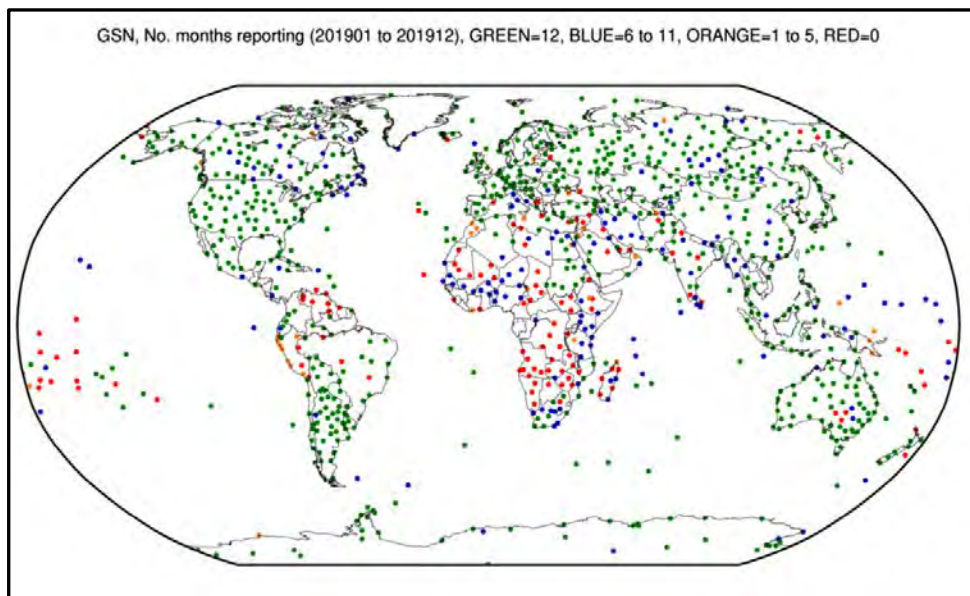 GSN, No. months reporting (201901 to 201912), GREEN=12, BLUE=6 to 11, ORANGE=1 to 5, RED=0